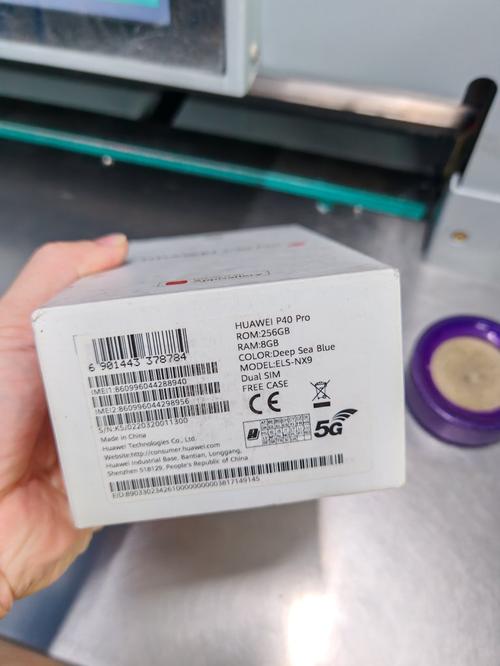 HUAWEI P40 Pro
ROM:256GB
RAM:8GB
COLOR:Deep Sea Blue
MODEL:ELS-NX9
Dual SIM
FREE CASE
6 901443 378784
IMEI1:860996044288940
IMEI2:860996044298956
S/N:K5J0220320011300
Made in China
Huawei Technologies Co., Ltd.
Website:http://consumer.huawei.com
Huawei Industrial Base, Bantian, Longgang,
Shenzhen 518129, People's Republic of China
CE
5G
EID:89033023426100000000003817149145